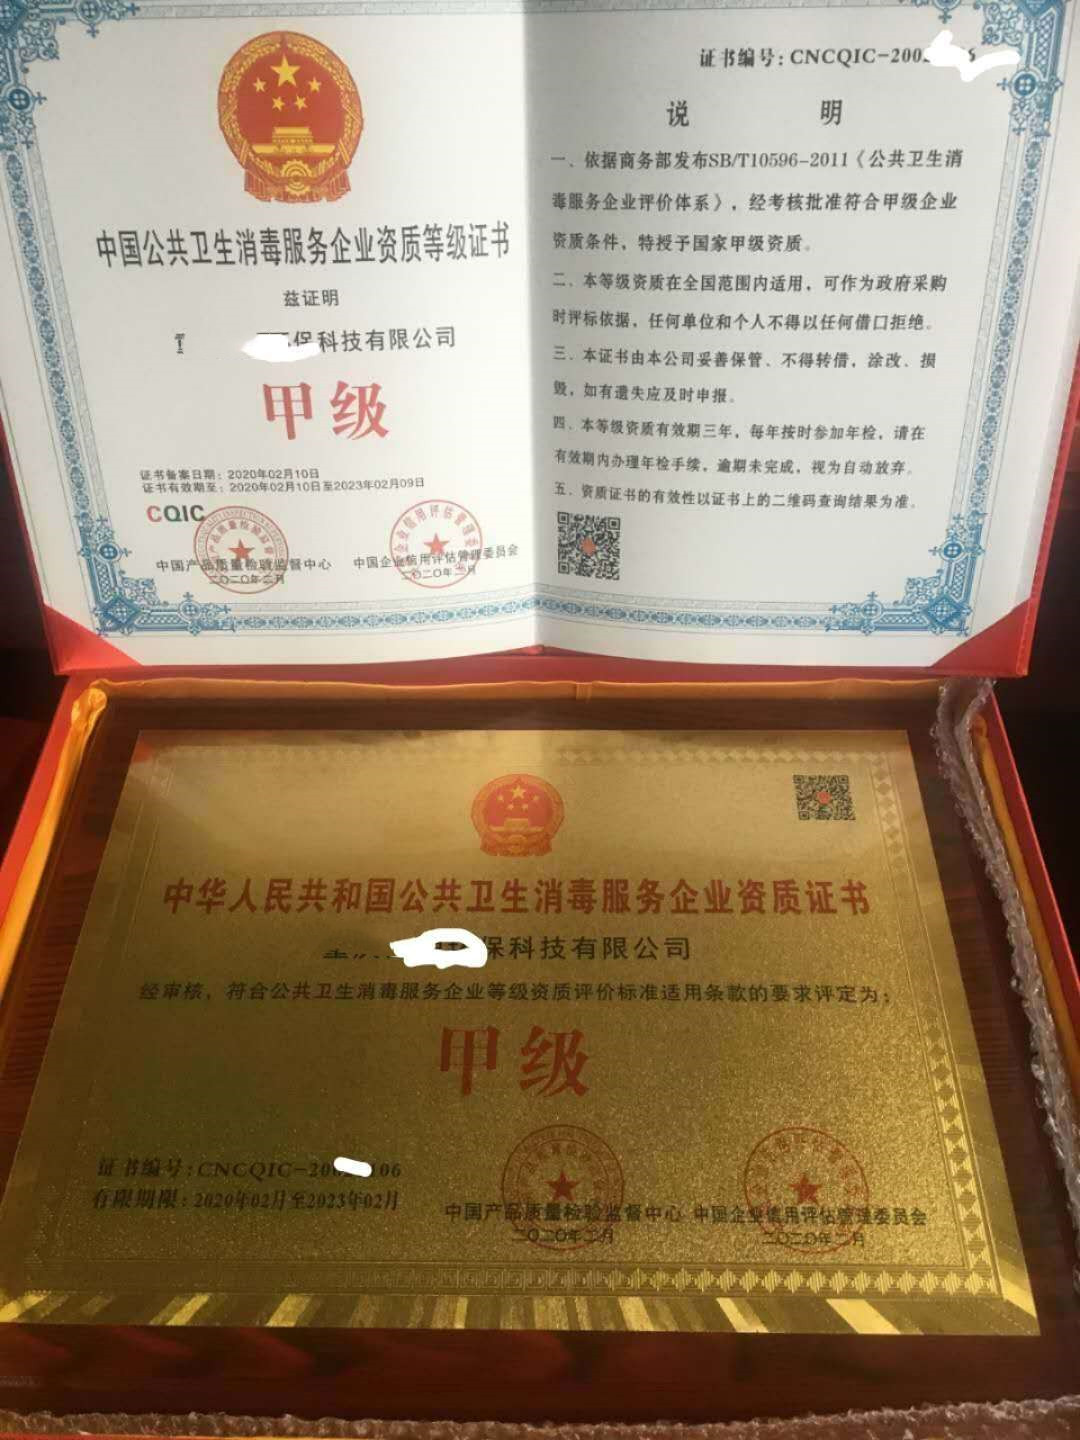 中国公共卫生消毒服务企业资质等级证书
兹证明
保科技有限公司
甲级
证书备案日期：2020年02月10日
证书有效期至：2020年02月10日至2023年02月09日
CQIC
中国产品质量检验监督中心
二〇二〇年二月
中国企业信用评估管理委员会
二〇二〇年二月
证书编号：CNCQIC-200
说 明
一、依据商务部发布SB/T10596-2011《公共卫生消
毒服务企业评价体系》，经考核批准符合甲级企业
资质条件，特授予国家甲级资质。
二、本等级资质在全国范围内适用，可作为政府采购
时评标依据，任何单位和个人不得以任何借口拒绝。
三、本证书由本公司妥善保管、不得转借，涂改、损
毁，如有遗失应及时申报。
四、本等级资质有效期三年，每年按时参加年检，请在
有效期内办理年检手续，逾期未完成，视为自动放弃。
五、资质证书的有效性以证书上的二维码查询结果为准。
中华人民共和国公共卫生消毒服务企业资质证书
保科技有限公司
经审核，符合公共卫生消毒服务企业等级资质评价标准适用条款的要求评定为：
甲级
证书编号：CNCQIC-200 106
有限期限：2020年02月至2023年02月
中国产品质量检验监督中心
二〇二〇年二月
中国企业信用评估管理委员会
二〇二〇年二月